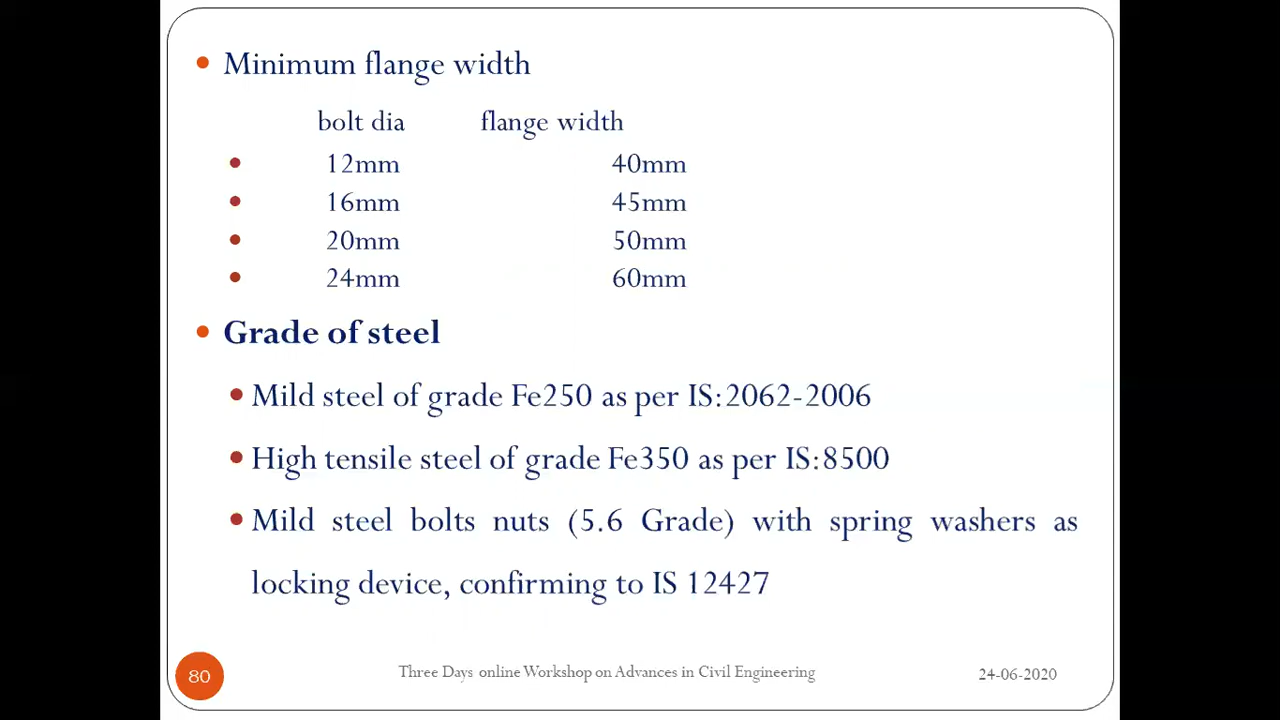 Minimum flange width
bolt dia flange width
12mm 40mm
16mm 45mm
20mm 50mm
24mm 60mm
Grade of steel
Mild steel of grade Fe250 as per IS:2062-2006
High tensile steel of grade Fe350 as per IS:8500
Mild steel bolts nuts (5.6 Grade) with spring washers as
locking device, confirming to IS 12427
80 Three Days online Workshop on Advances in Civil Engineering 24-06-2020